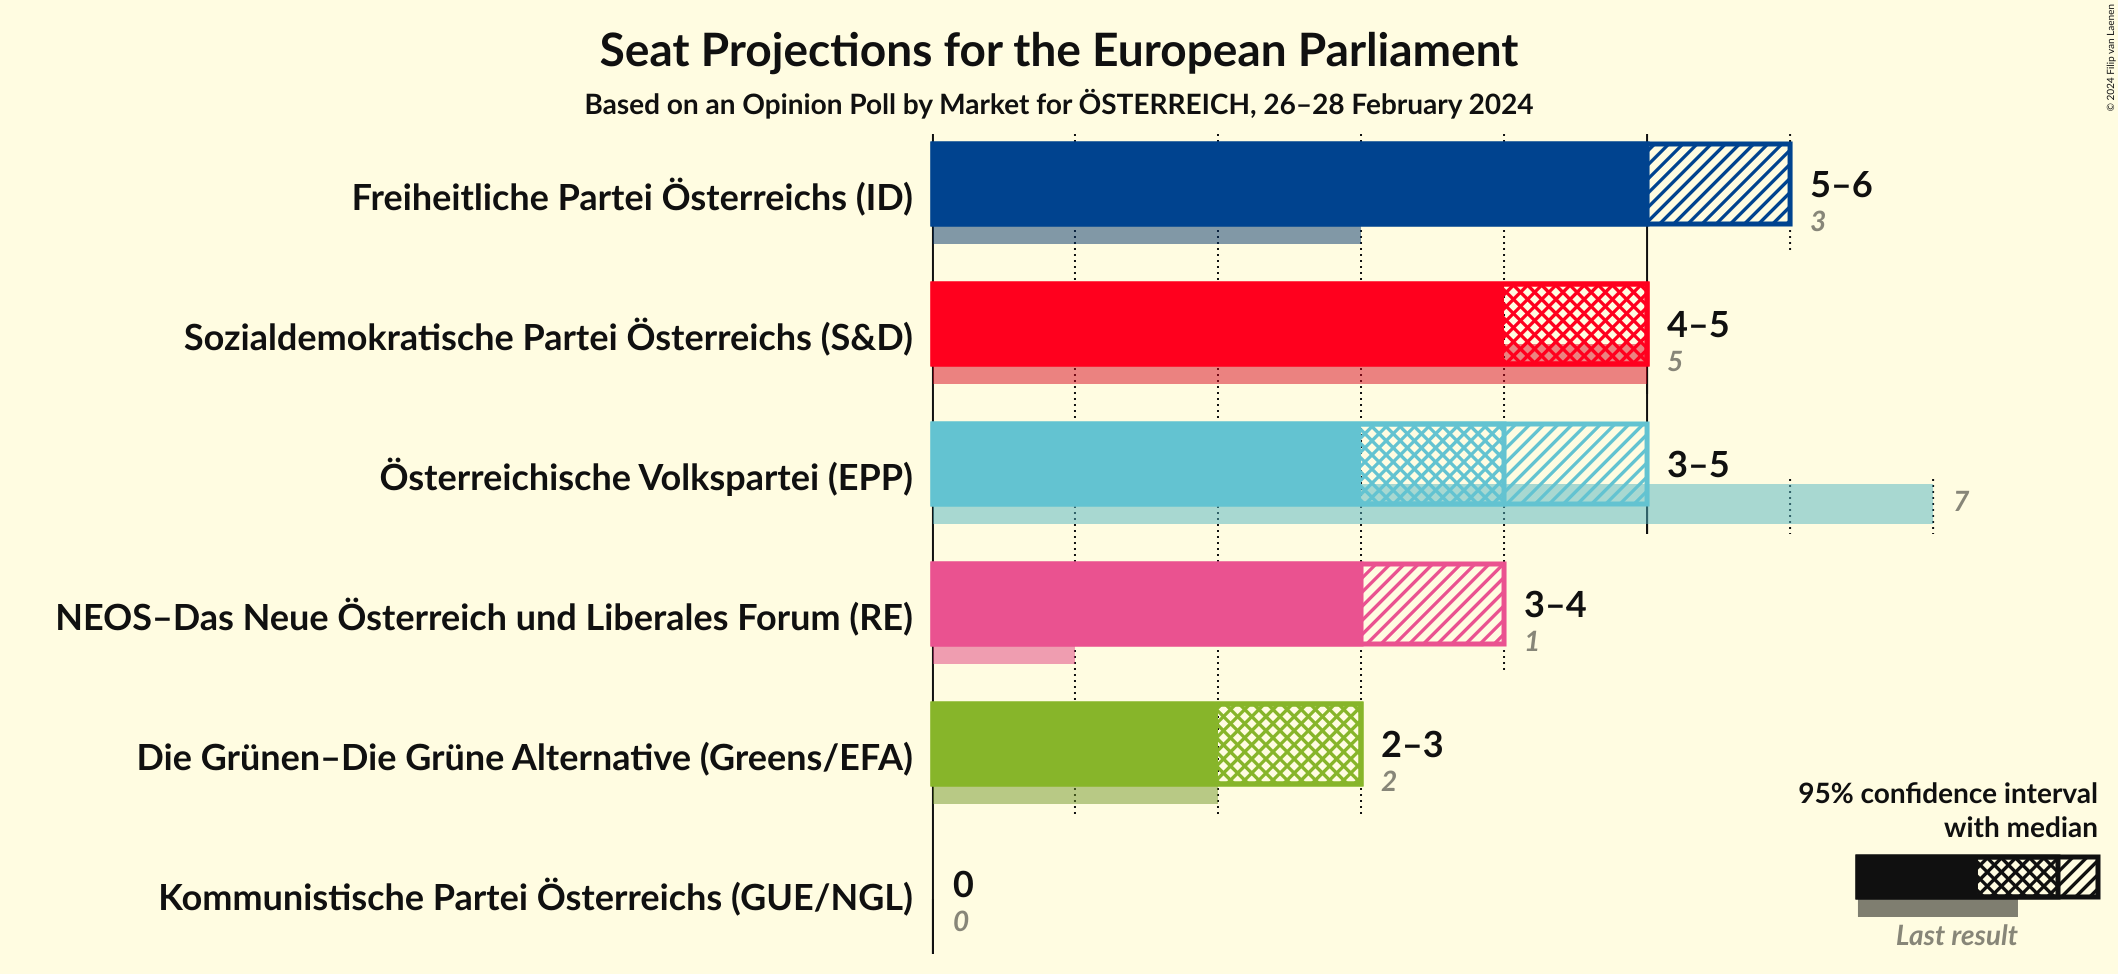 Seat Projections for the European Parliament
Based on an Opinion Poll by Market for ÖSTERREICH, 26–28 February 2024
© 2024 Filip van Laenen
Freiheitliche Partei Österreichs (ID)
5–6
3
Sozialdemokratische Partei Österreichs (S&D)
4–5
5
Österreichische Volkspartei (EPP)
3–5
7
NEOS–Das Neue Österreich und Liberales Forum (RE)
3–4
1
Die Grünen–Die Grüne Alternative (Greens/EFA)
2–3
2
Kommunistische Partei Österreichs (GUE/NGL)
0
0
95% confidence interval
with median
Last result